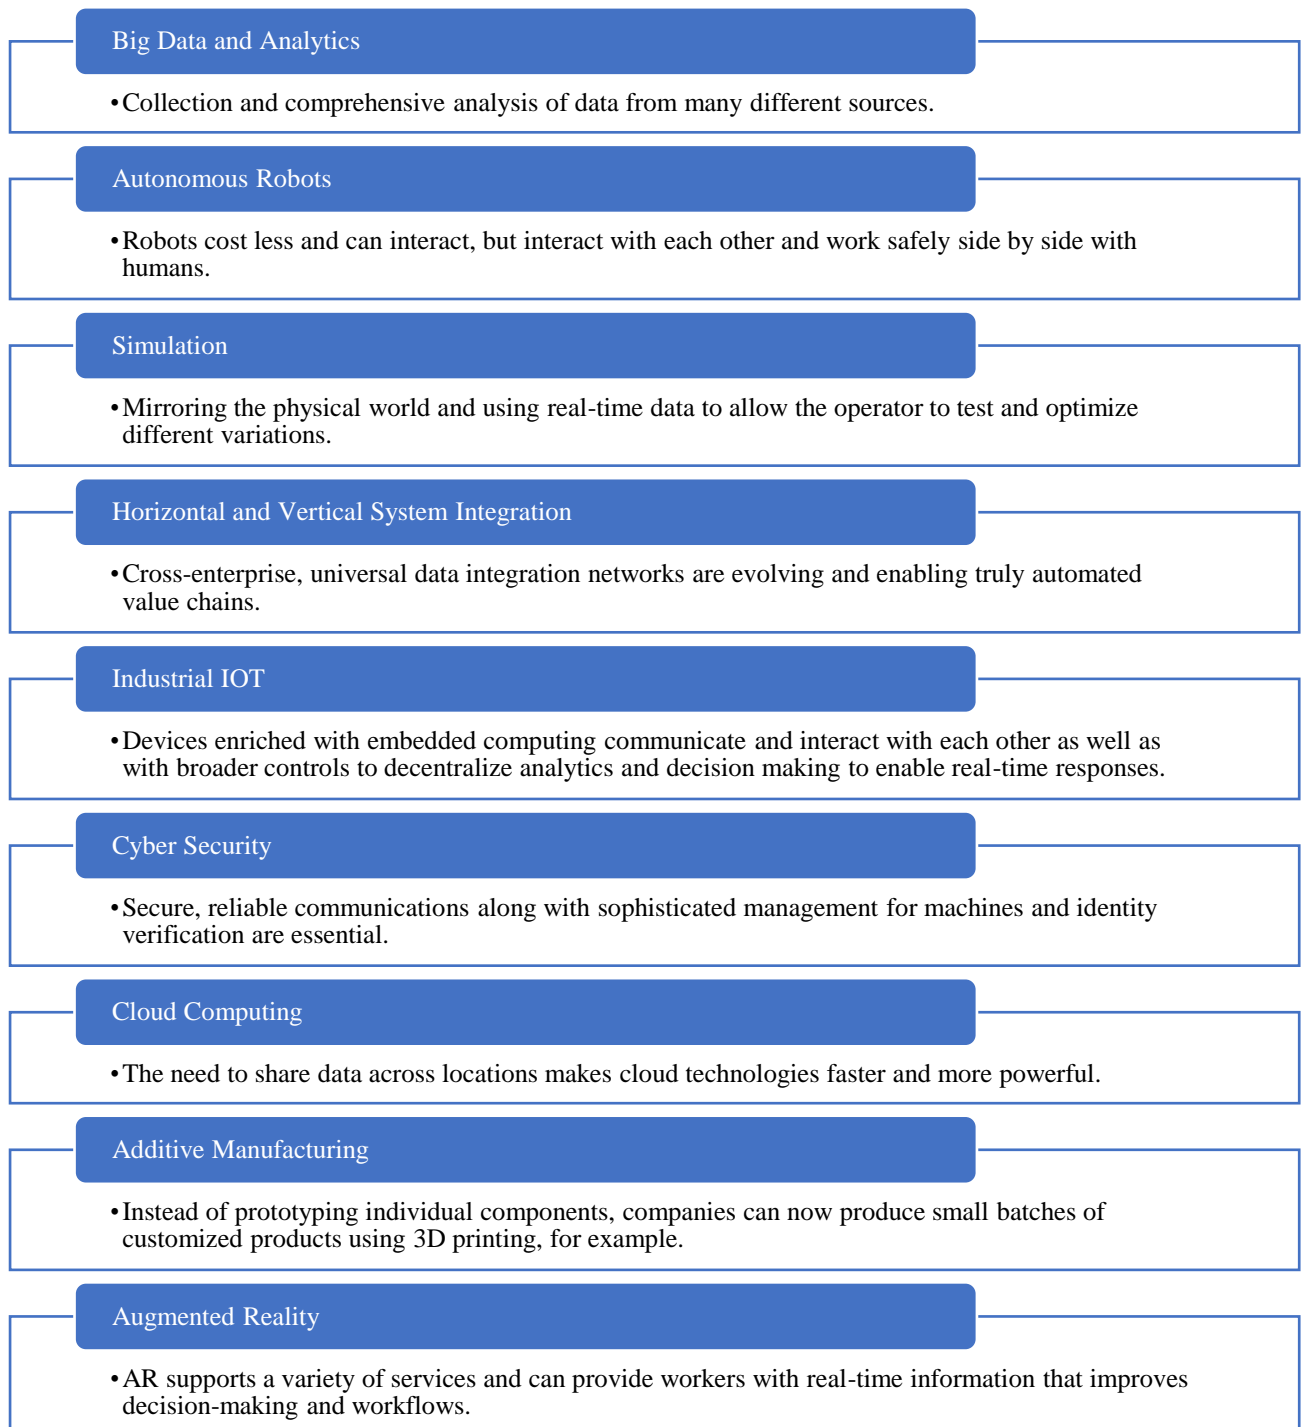 Big Data and Analytics
•Collection and comprehensive analysis of data from many different sources.
Autonomous Robots
•Robots cost less and can interact, but interact with each other and work safely side by side with
humans.
Simulation
•Mirroring the physical world and using real-time data to allow the operator to test and optimize
different variations.
Horizontal and Vertical System Integration
•Cross-enterprise, universal data integration networks are evolving and enabling truly automated
value chains.
Industrial IOT
•Devices enriched with embedded computing communicate and interact with each other as well as
with broader controls to decentralize analytics and decision making to enable real-time responses.
Cyber Security
•Secure, reliable communications along with sophisticated management for machines and identity
verification are essential.
Cloud Computing
•The need to share data across locations makes cloud technologies faster and more powerful.
Additive Manufacturing
•Instead of prototyping individual components, companies can now produce small batches of
customized products using 3D printing, for example.
Augmented Reality
•AR supports a variety of services and can provide workers with real-time information that improves
decision-making and workflows.